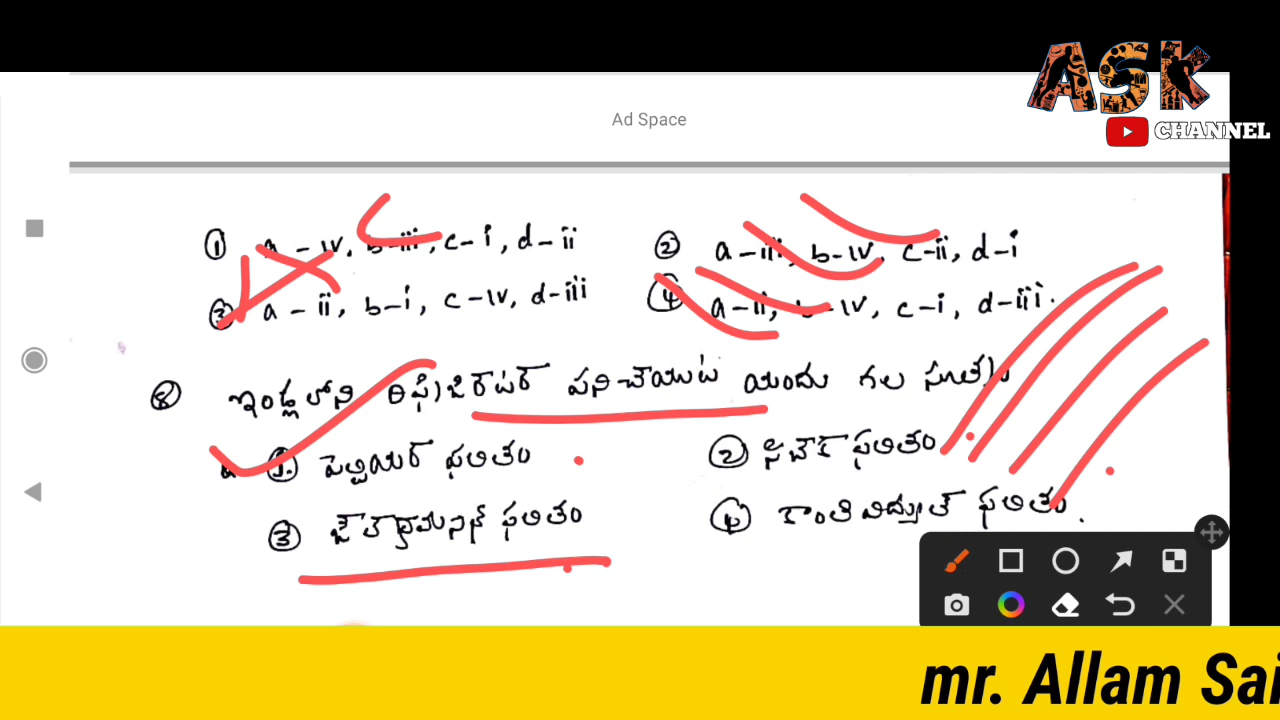 ASK
CHANNEL
Ad Space
① a - iv, b-iii, c- i, d-ii
② a-iii, b-iv, c-ii, d-i
③ a - ii, b-i, c-iv, d-iii
④ a-ii, b-iv, c-i, d-iii.
⑧ ఇండ్లలోని రిఫ్రిజిరేటర్ పనిచేయుట యందు గల సూత్రం
①. పెల్షియర్ ఫలితం
② సీబెక్ ఫలితం
③ ఫలితం
④ కాంతి విద్యుత్ ఫలితం.
mr. Allam Sai